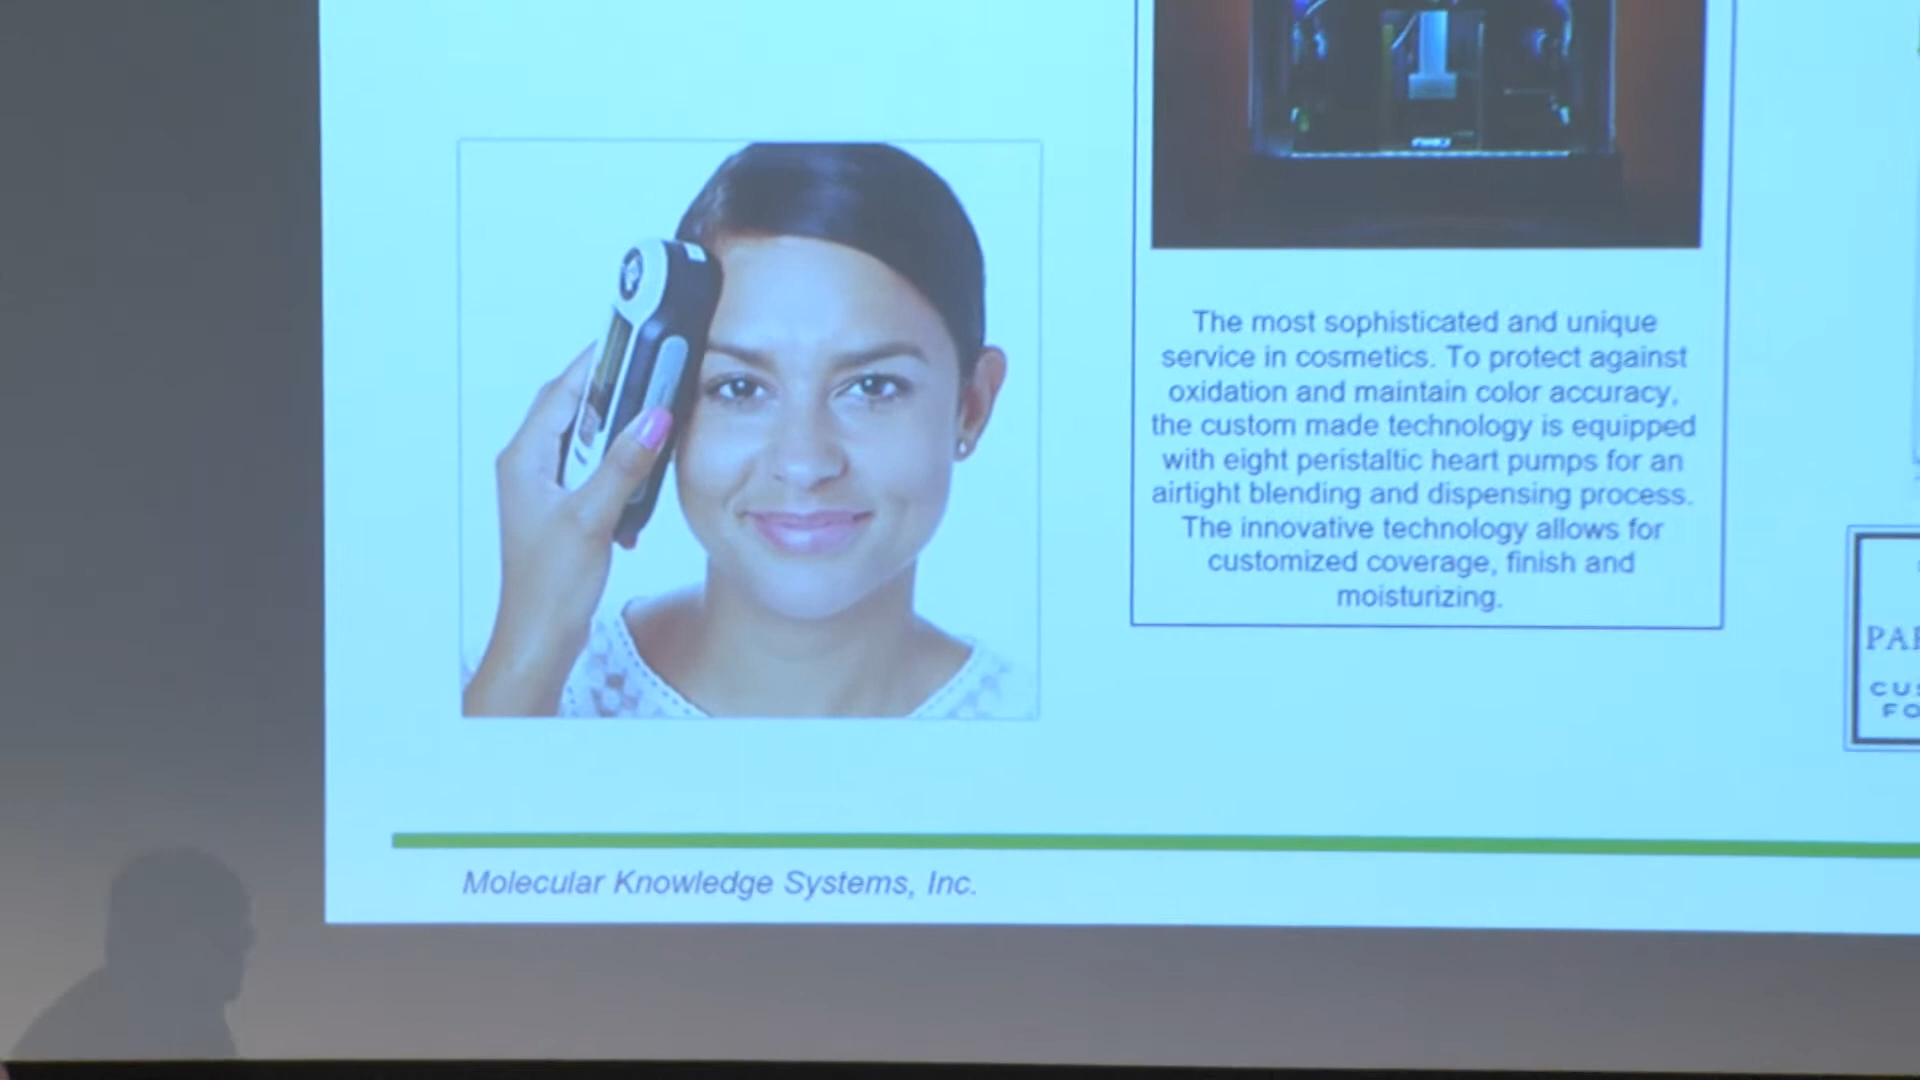 The most sophisticated and unique
service in cosmetics. To protect against
oxidation and maintain color accuracy,
the custom made technology is equipped
with eight peristaltic heart pumps for an
airtight blending and dispensing process.
The innovative technology allows for
customized coverage, finish and
moisturizing.
Molecular Knowledge Systems, Inc.